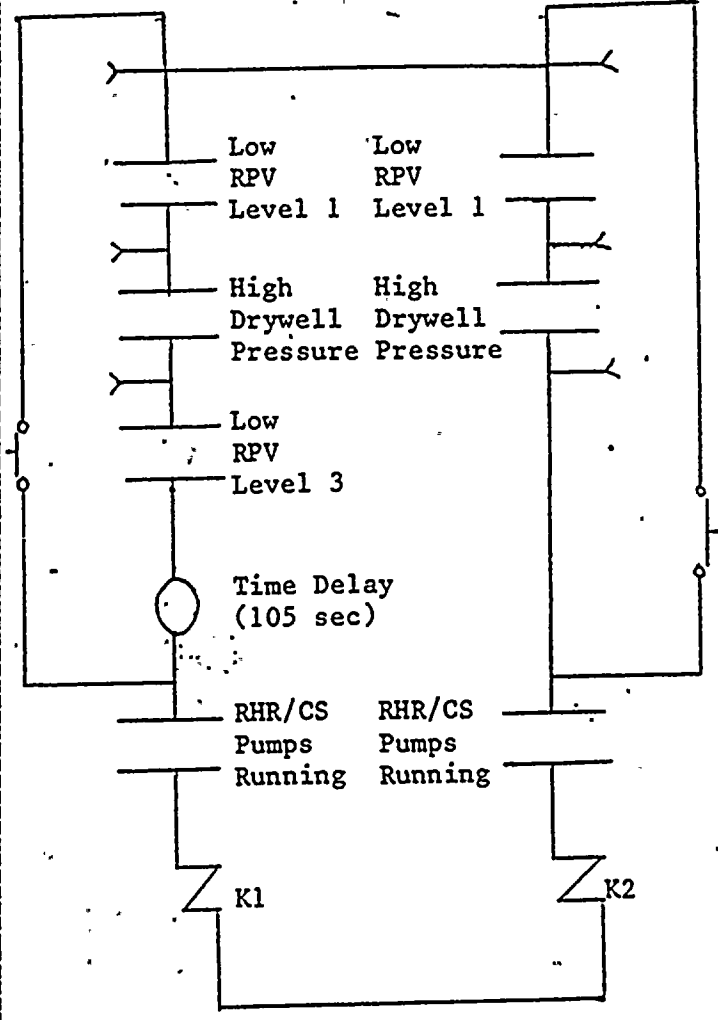 Low
RPV
Level 1
Low
RPV
Level 1
High
Drywell
Pressure
High
Drywell
Pressure
Low
RPV
Level 3
Time Delay
(105 sec)
RHR/CS
Pumps
Running
RHR/CS
Pumps
Running
K1
K2